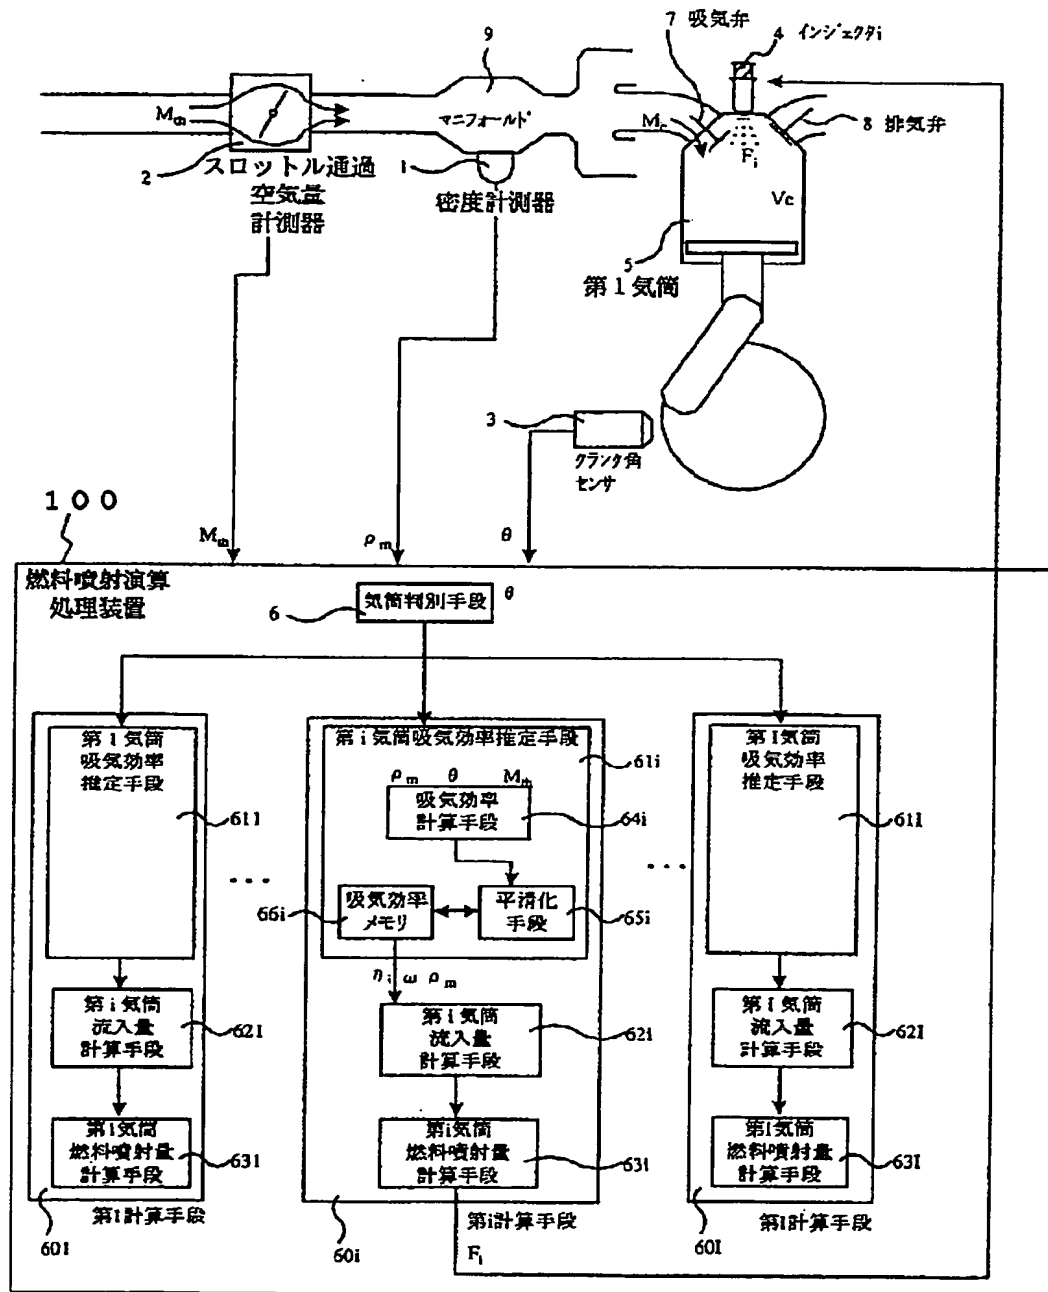 7 吸気弁
4 インジェクタi
9
Mth
マニフォールド
Mc
Fi
8 排気弁
2
スロットル通過
空気量
計測器
1
密度計測器
Vc
5
第1気筒
3
クランク角
センサ
100
Mth
ρm
θ
燃料噴射演算
処理装置
6
気筒判別手段
θ
第1気筒
吸気効率
推定手段
611
第i気筒吸気効率推定手段
61i
ρm θ Mth
吸気効率
計算手段
64i
吸気効率
メモリ
66i
平滑化
手段
65i
第I気筒
吸気効率
推定手段
61I
...
...
ηi ω ρm
第i気筒
流入量
計算手段
621
第i気筒
流入量
計算手段
62i
第I気筒
流入量
計算手段
62I
第1気筒
燃料噴射量
計算手段
631
第i気筒
燃料噴射量
計算手段
63i
第I気筒
燃料噴射量
計算手段
63I
第1計算手段
601
第i計算手段
60i
Fi
第I計算手段
60I